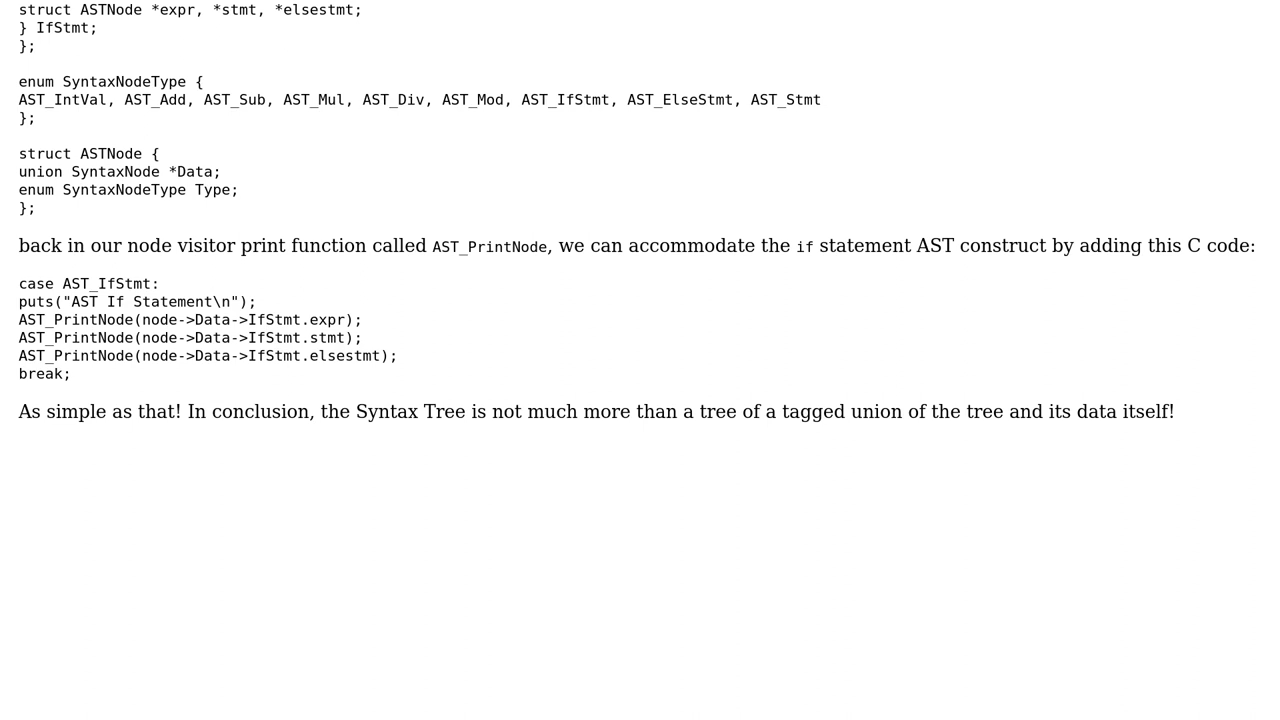 struct ASTNode *expr, *stmt, *elsestmt;
} IfStmt;
};
enum SyntaxNodeType {
AST_IntVal, AST_Add, AST_Sub, AST_Mul, AST_Div, AST_Mod, AST_IfStmt, AST_ElseStmt, AST_Stmt
};
struct ASTNode {
union SyntaxNode *Data;
enum SyntaxNodeType Type;
};
back in our node visitor print function called AST_PrintNode, we can accommodate the if statement AST construct by adding this C code:
case AST_IfStmt:
puts("AST If Statement\n");
AST_PrintNode(node->Data->IfStmt.expr);
AST_PrintNode(node->Data->IfStmt.stmt);
AST_PrintNode(node->Data->IfStmt.elsestmt);
break;
As simple as that! In conclusion, the Syntax Tree is not much more than a tree of a tagged union of the tree and its data itself!